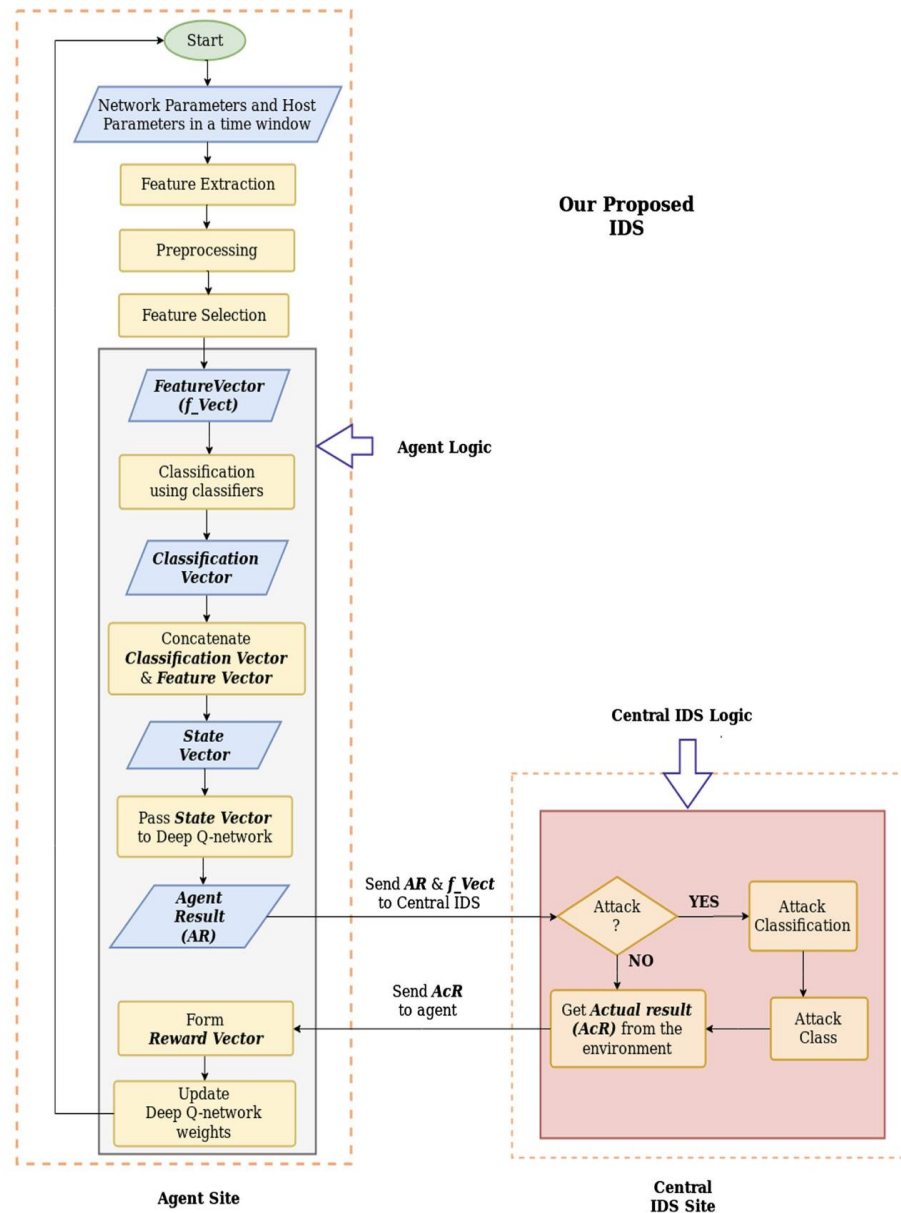 Start
Network Parameters and Host
Parameters in a time window
Feature Extraction
Our Proposed
IDS
Preprocessing
Feature Selection
FeatureVector
(f_Vect)
Agent Logic
Classification
using classifiers
Classification
Vector
Concatenate
Classification Vector
& Feature Vector
State
Vector
Pass State Vector
to Deep Q-network
Agent
Result
(AR)
Send AR & f_Vect
to Central IDS
Central IDS Logic
Attack
?
YES
NO
Attack
Classification
Attack
Class
Get Actual result
(AcR) from the
environment
Send AcR
to agent
Form
Reward Vector
Update
Deep Q-network
weights
Agent Site
Central
IDS Site